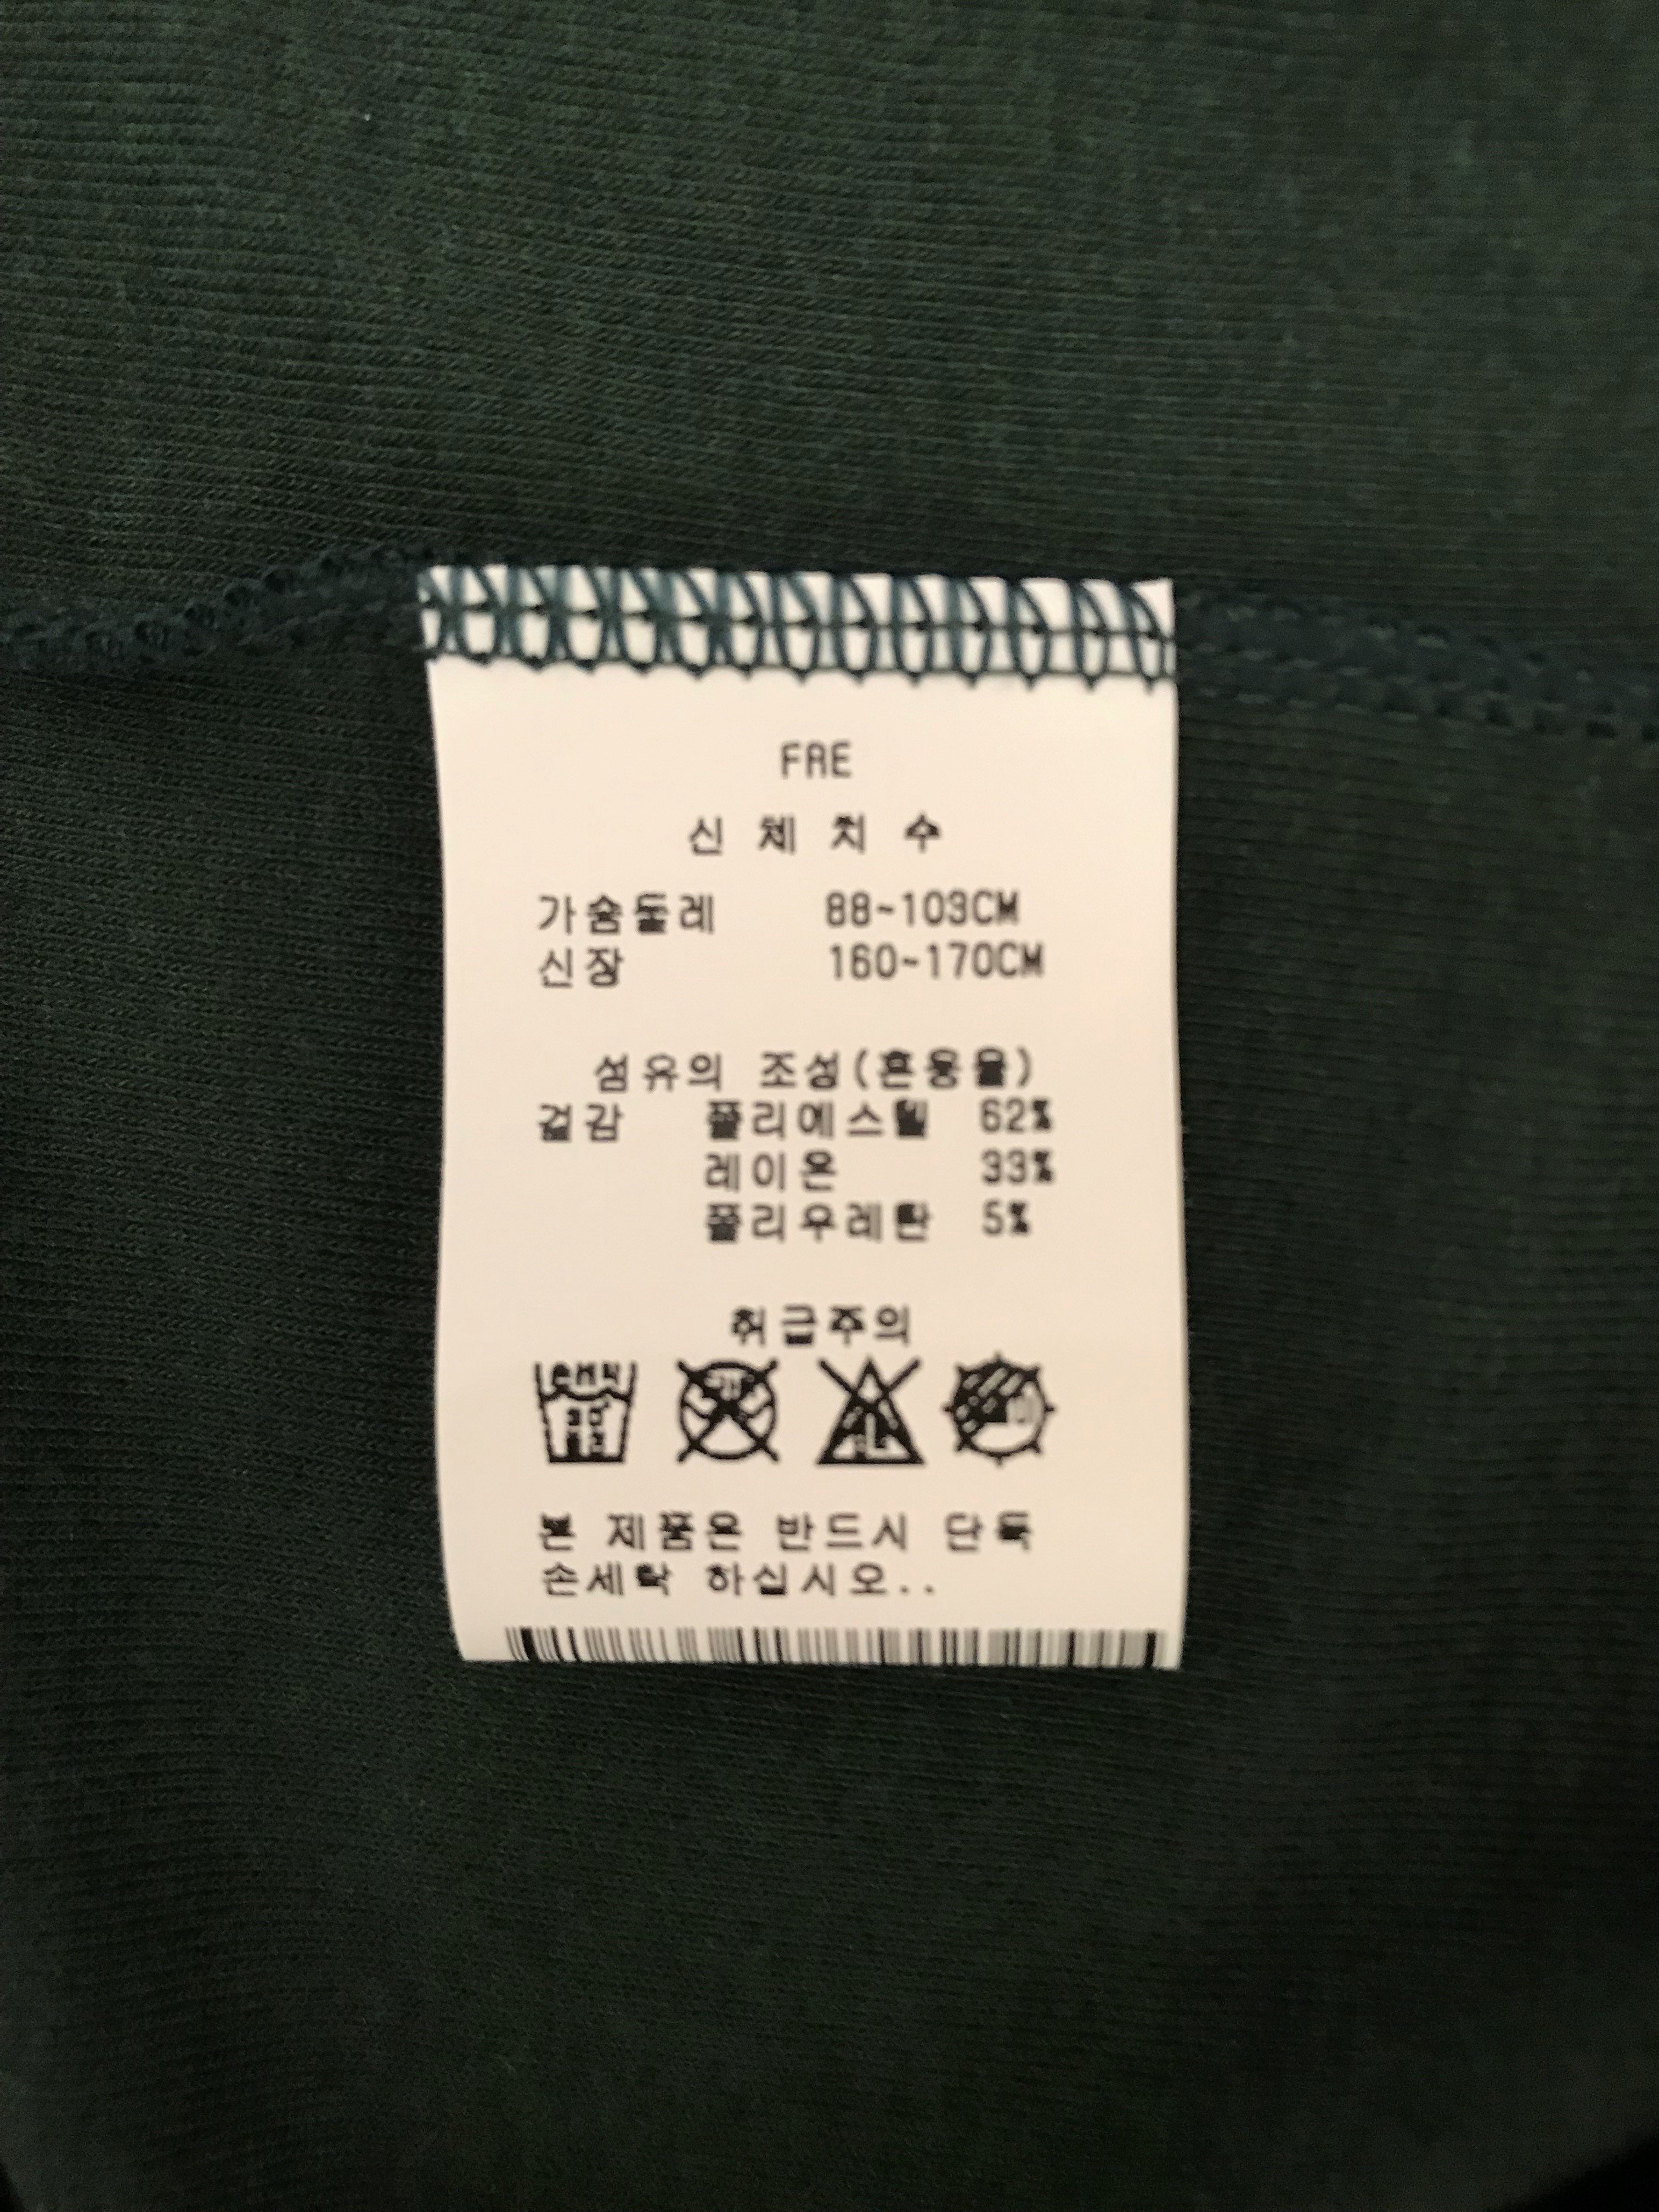 FAE
신 체 치 수
가슴둘레 88~103CM
신장 160~170CM
섬유의 조성(혼용율)
겉감 폴리에스텔 62%
레이온 33%
폴리우레탄 5%
취급주의
본 제품은 반드시 단독
손세탁 하십시오..